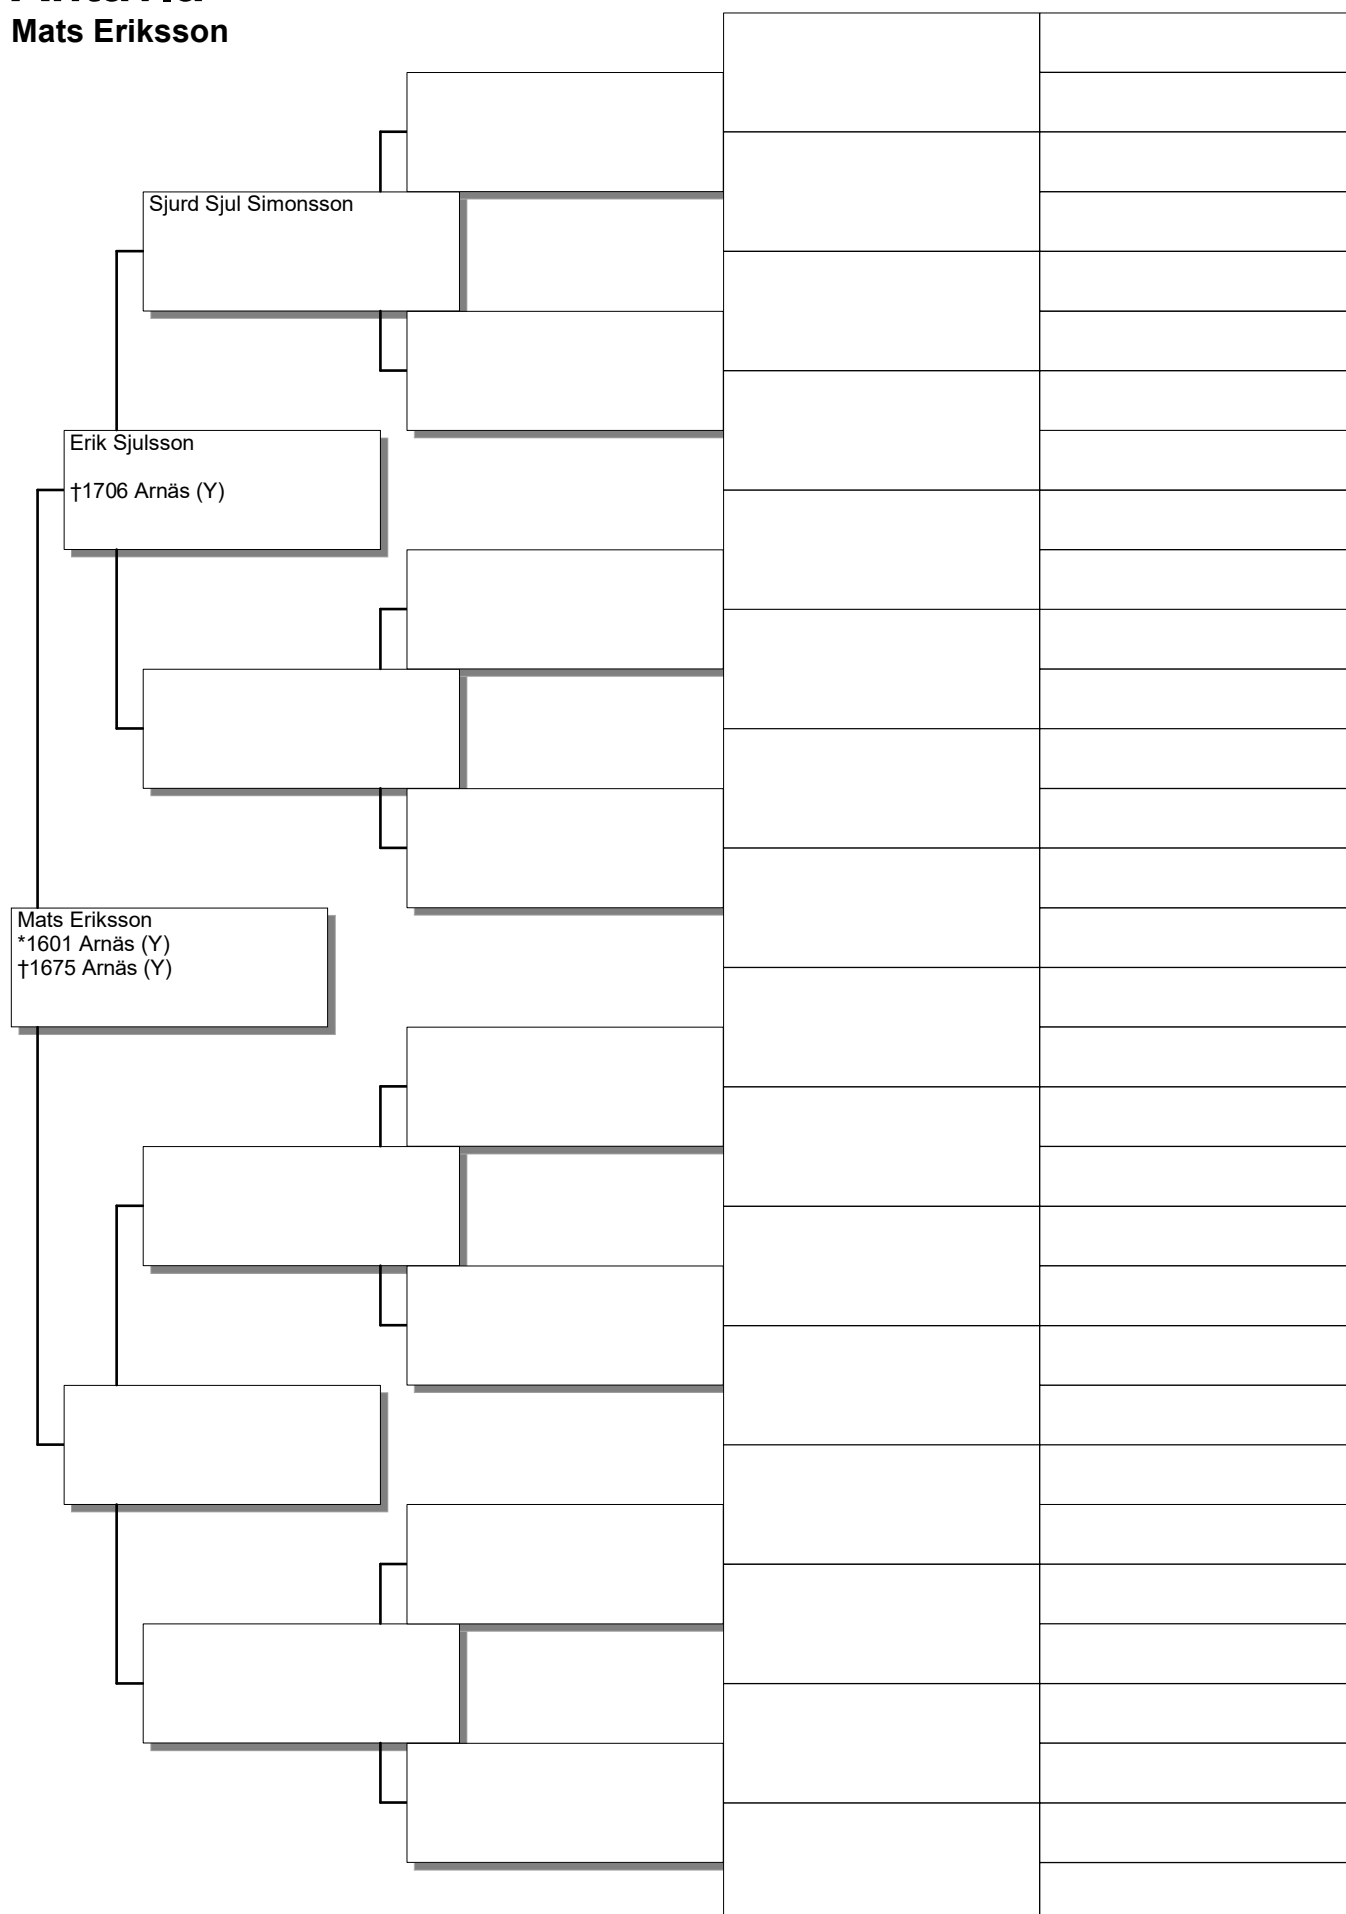 Mats Eriksson
Sjurd Sjul Simonsson
Erik Sjulsson
†1706 Arnäs (Y)
Mats Eriksson
*1601 Arnäs (Y)
†1675 Arnäs (Y)